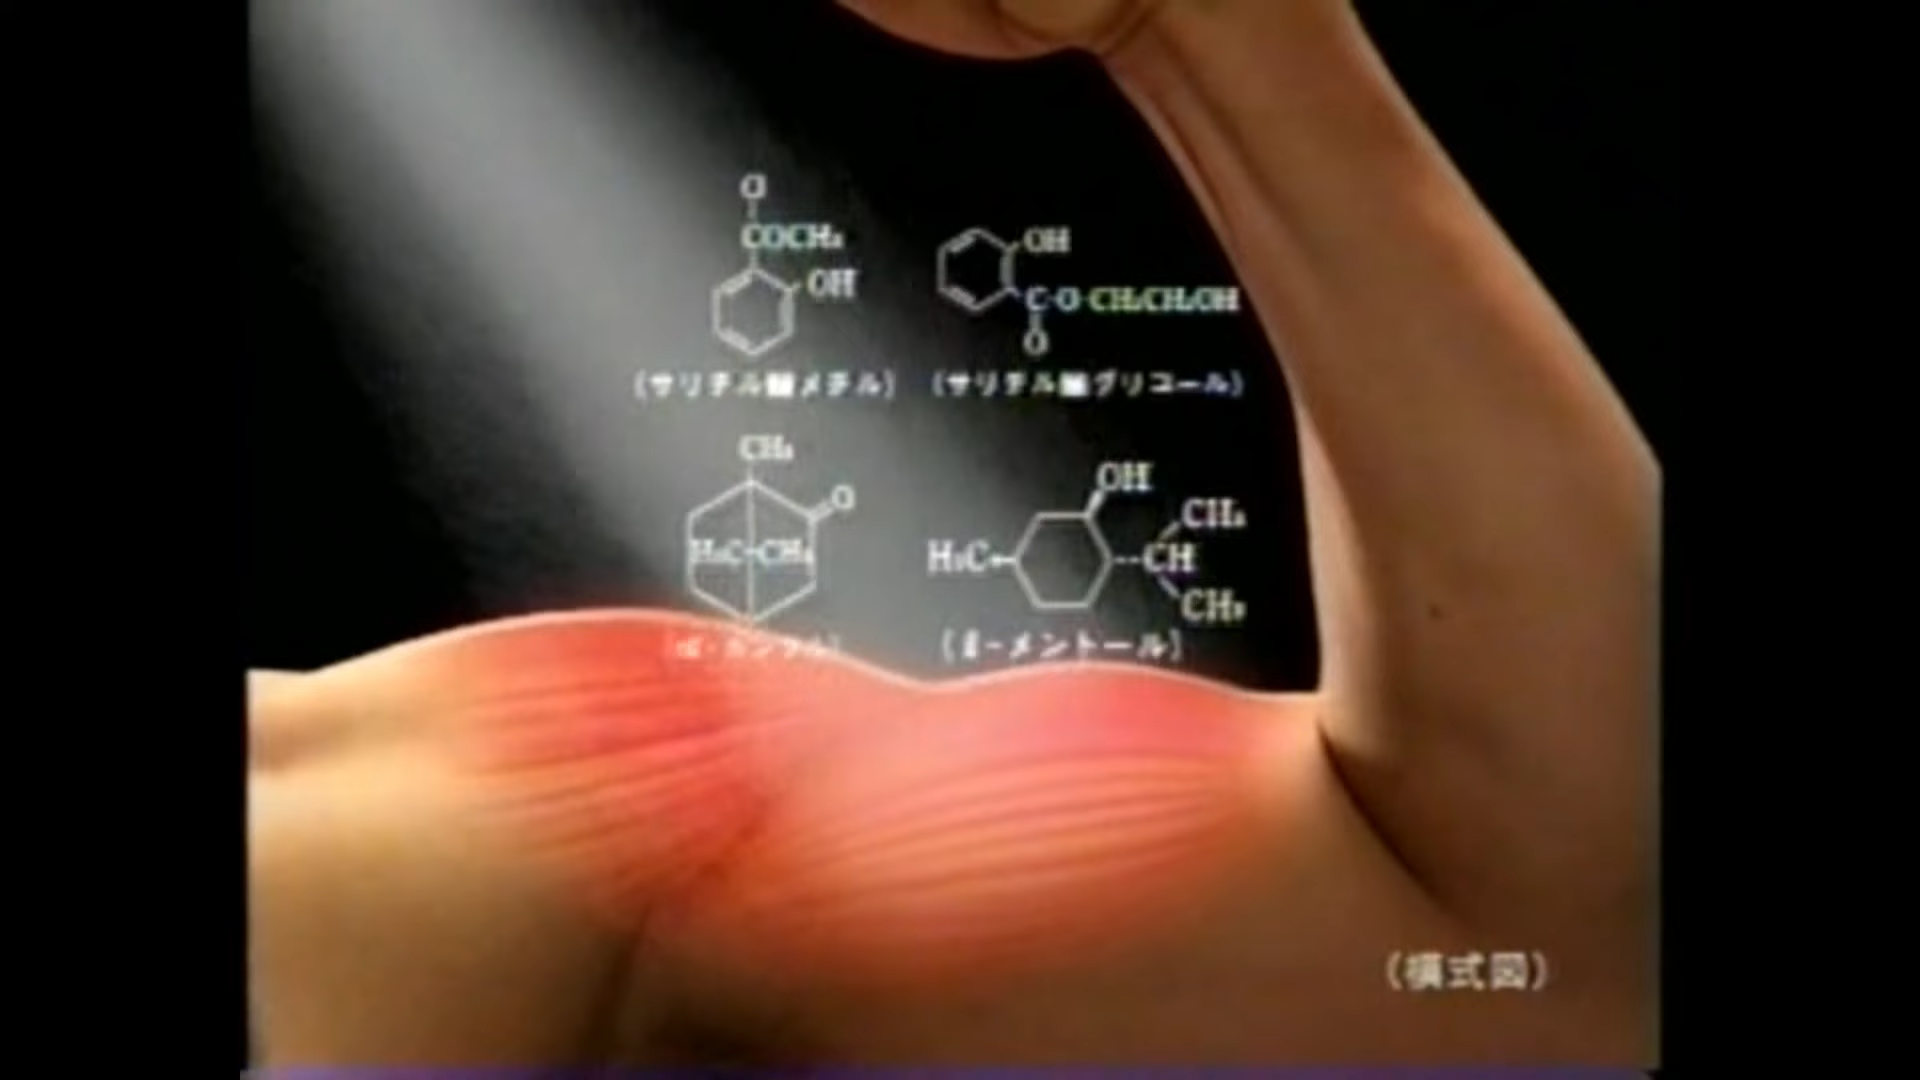 O
COCH₃
OH
(サリチル酸メチル)
OH
C-O-CH₂CH₂OH
O
(サリチル酸グリコール)
CH₃
O
H₃C-C-CH₃
OH
CH₃
H₃C
CH
CH₃
(ℓ-メントール)
(模式図)